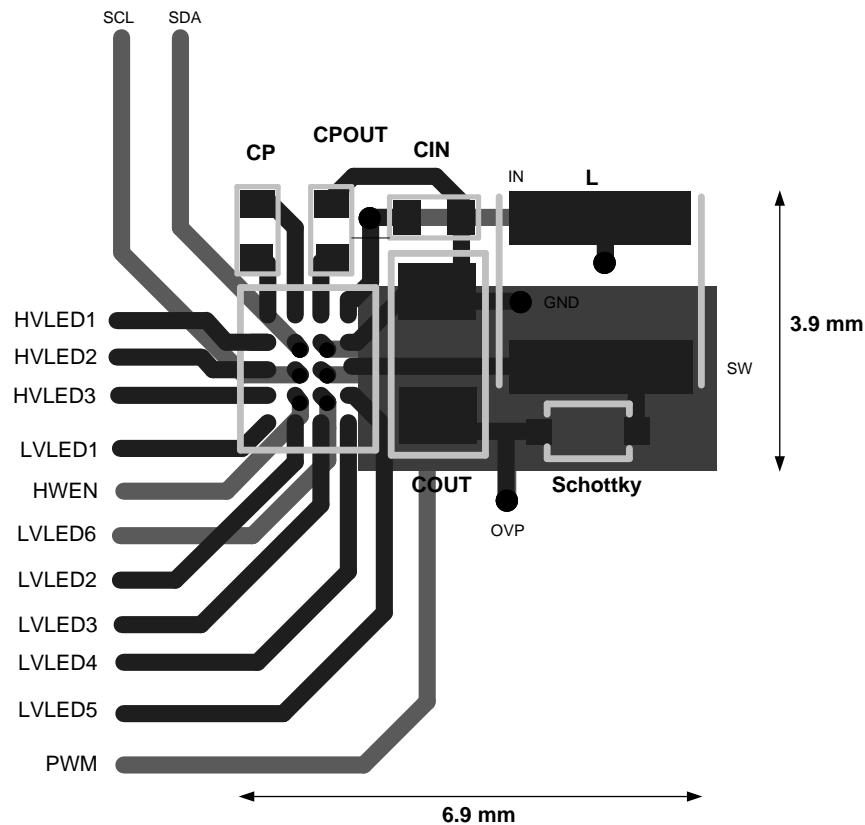 SCL SDA
CPOUT
CP
CIN
IN
L
HVLED1
GND
3.9 mm
HVLED2
SW
HVLED3
LVLED1
COUT
Schottky
HWEN
OVP
LVLED6
LVLED2
LVLED3
LVLED4
LVLED5
PWM
6.9 mm